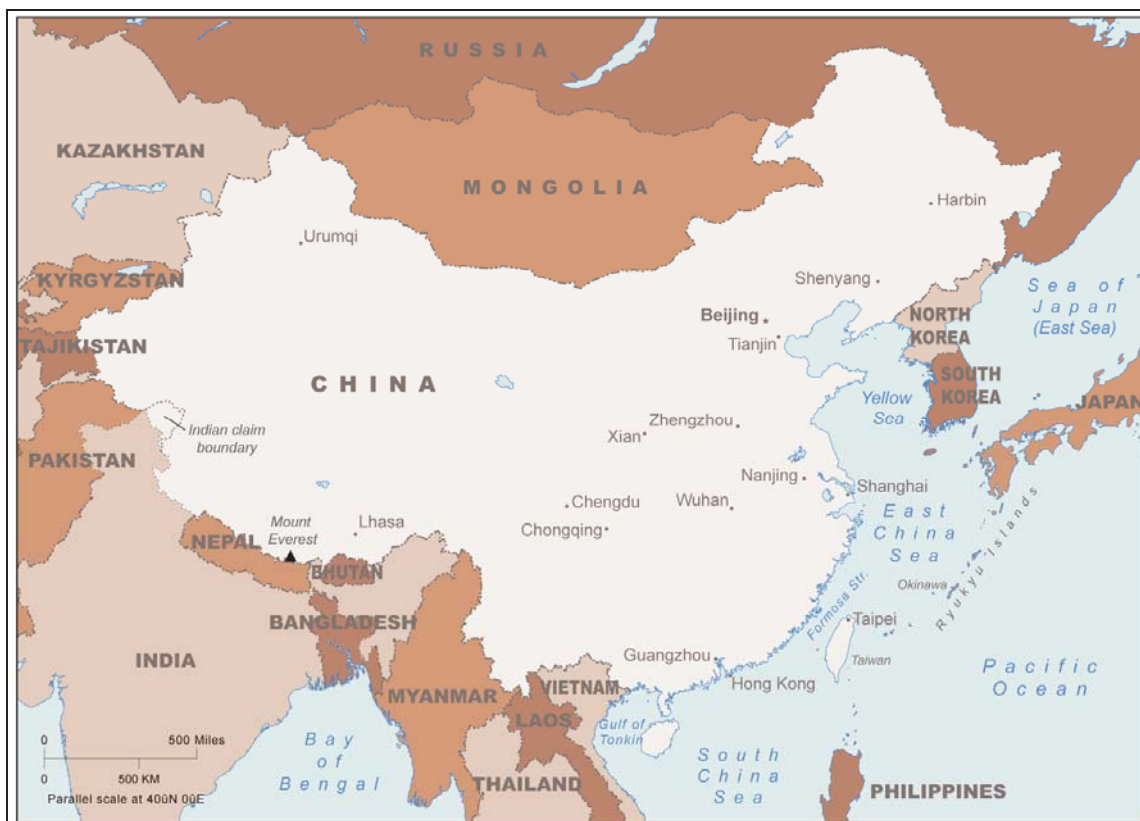 RUSSIA
KAZAKHSTAN
MONGOLIA
Harbin
Urumqi
KYRGYZSTAN
Shenyang
Sea of
Japan
(East Sea)
Beijing
NORTH
KOREA
Tianjin
TAJIKISTAN
CHINA
SOUTH
KOREA
Yellow
Sea
JAPAN
Zhengzhou
Xian
Indian claim
boundary
PAKISTAN
Nanjing
Shanghai
Chengdu
Wuhan
East
China
Sea
Chongqing
Ryukyu Islands
Mount
Everest
Lhasa
NEPAL
BHUTAN
Okinawa
Formosa Str.
BANGLADESH
Taipei
INDIA
Guangzhou
Taiwan
Pacific
Ocean
Hong Kong
VIETNAM
MYANMAR
LAOS
Gulf of
Tonkin
Bay
of
Bengal
South
China
Sea
THAILAND
PHILIPPINES
0 500 Miles
0 500 KM
Parallel scale at 40ûN 0ûE